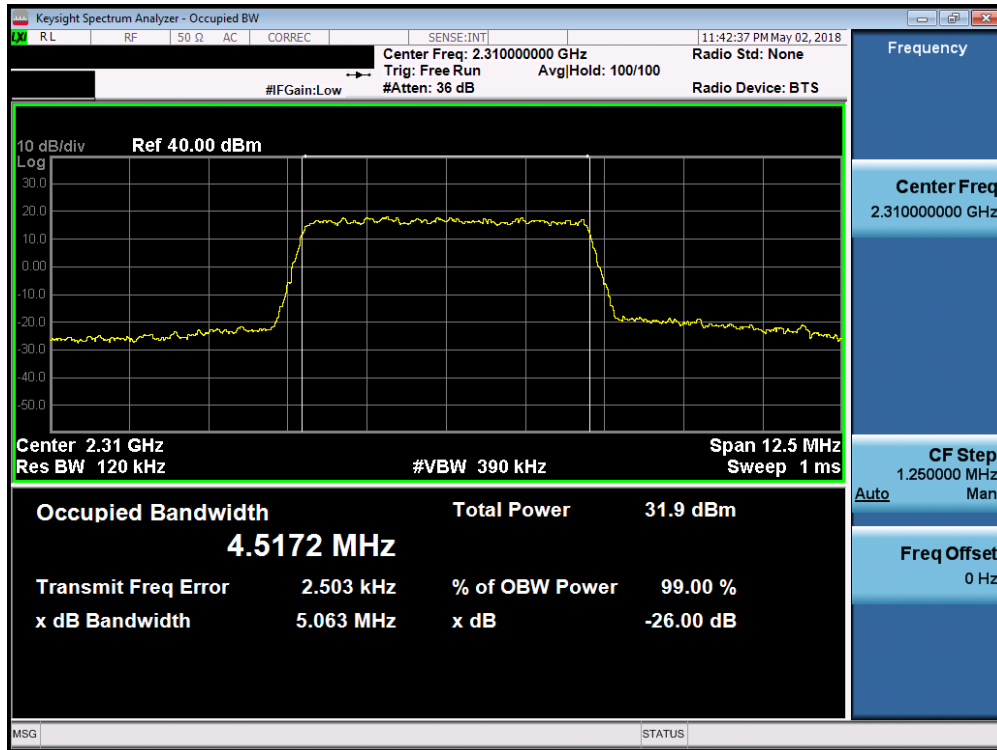 Keysight Spectrum Analyzer - Occupied BW
LXI RL RF 50 Ω AC CORREC SENSE:INT 11:42:37 PM May 02, 2018
Center Freq: 2.310000000 GHz Radio Std: None
Trig: Free Run Avg|Hold: 100/100
#IFGain:Low #Atten: 36 dB Radio Device: BTS
10 dB/div Ref 40.00 dBm
Log
30.0
20.0
10.0
0.00
-10.0
-20.0
-30.0
-40.0
-50.0
Center 2.31 GHz Span 12.5 MHz
Res BW 120 kHz #VBW 390 kHz Sweep 1 ms
Occupied Bandwidth Total Power 31.9 dBm
4.5172 MHz
Transmit Freq Error 2.503 kHz % of OBW Power 99.00 %
x dB Bandwidth 5.063 MHz x dB -26.00 dB
MSG STATUS
Frequency
Center Freq
2.310000000 GHz
CF Step
1.250000 MHz
Auto Man
Freq Offset
0 Hz